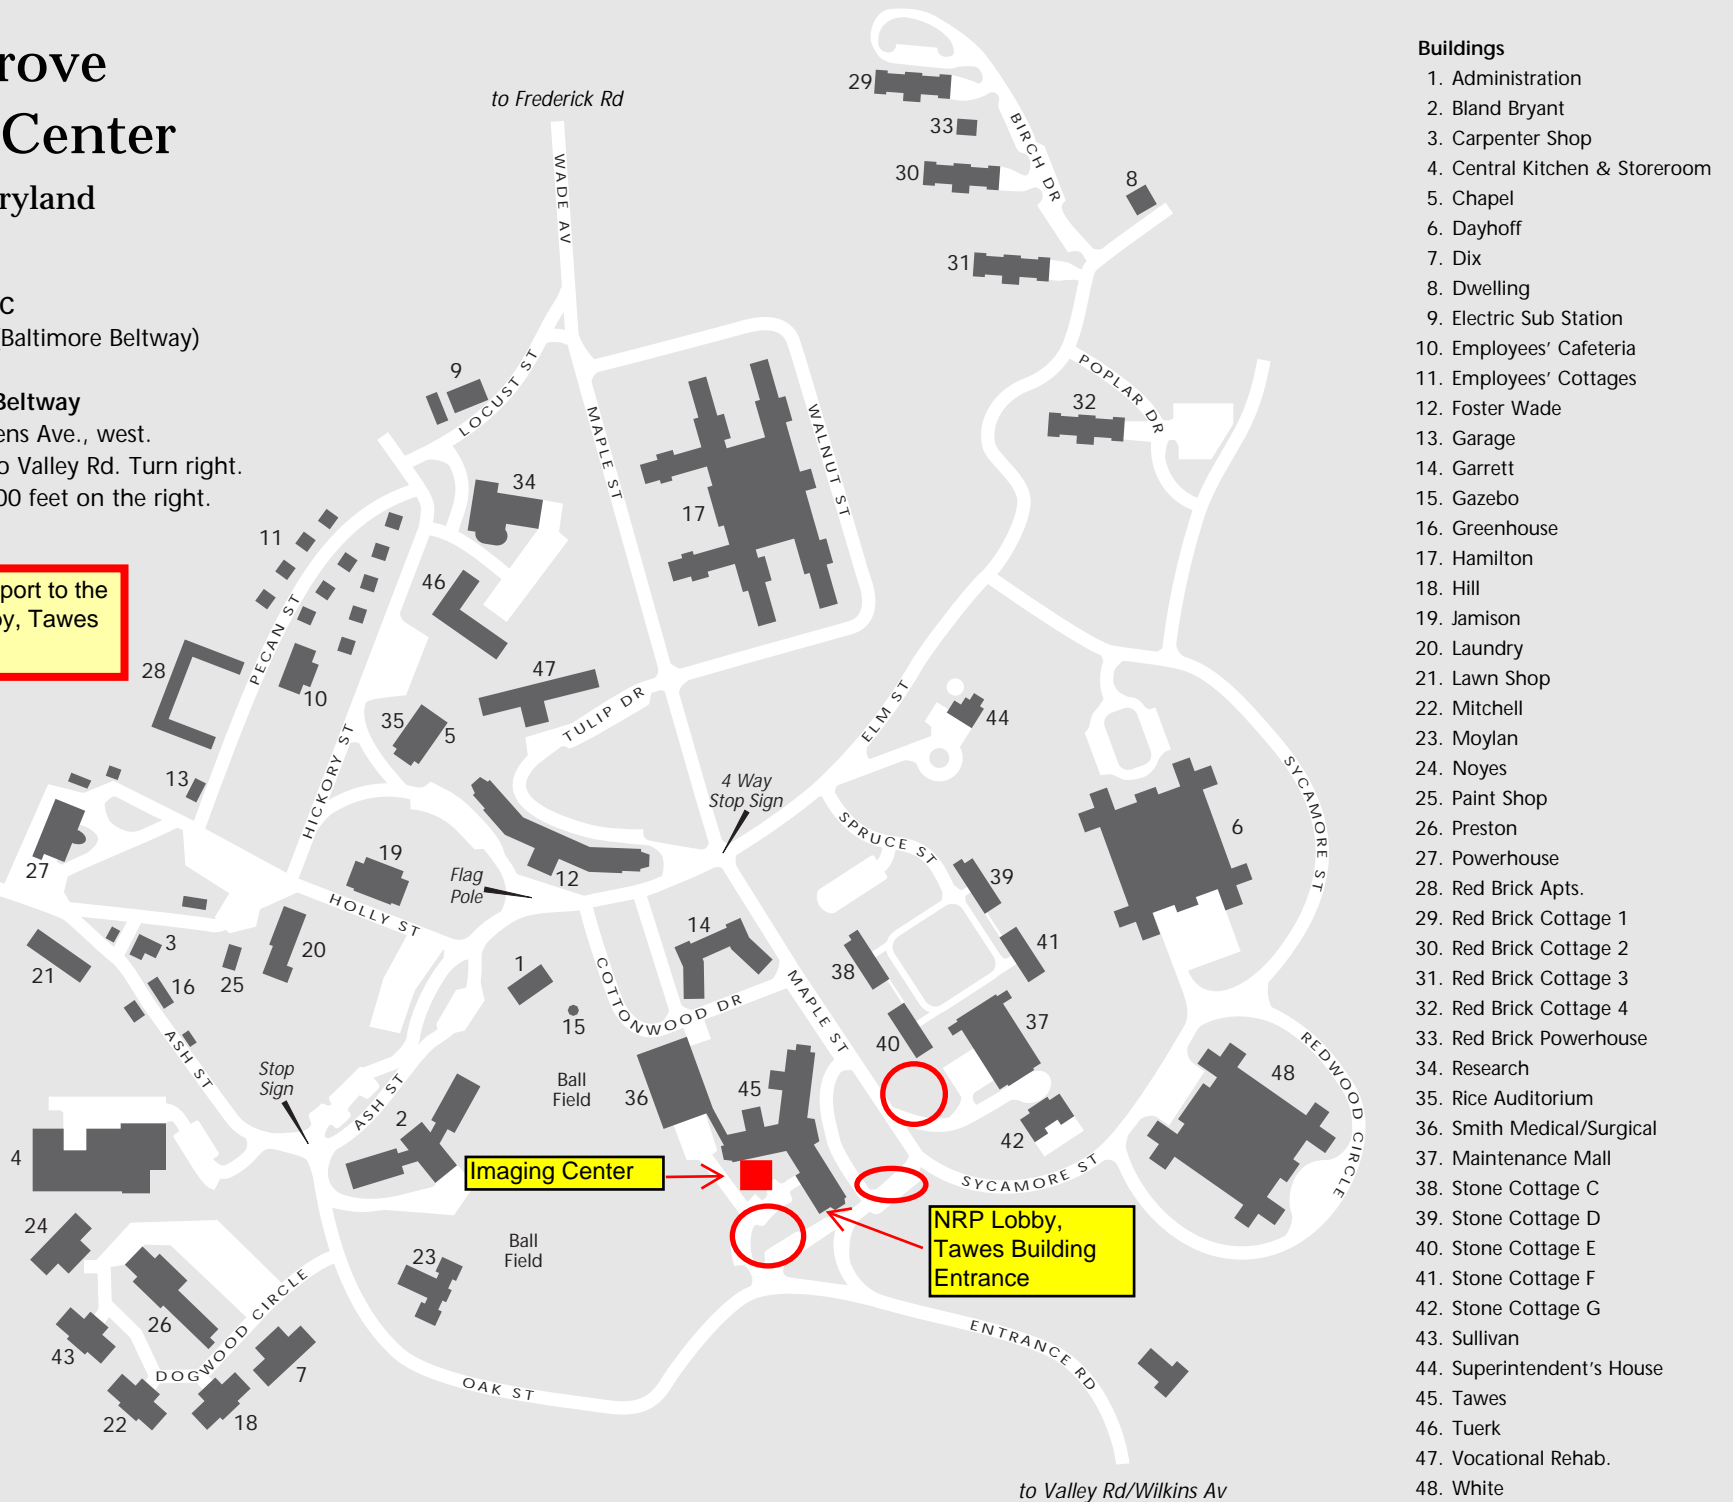 rove
Center
ryland
C
(Baltimore Beltway)
Beltway
ens Ave., west.
o Valley Rd. Turn right.
00 feet on the right.
port to the
by, Tawes
to Frederick Rd
WADE AV
LOCUST ST
MAPLE ST
WALNUT ST
BIRCH DR
POPLAR DR
29
33
30
8
31
32
9
34
17
11
46
PECAN ST
28
10
47
TULIP DR
35
5
HICKORY ST
13
ELM ST
44
4 Way
Stop Sign
SPRUCE ST
SYCAMORE ST
6
27
19
12
Flag
Pole
39
HOLLY ST
14
41
3
20
21
25
16
1
15
38
COTTONWOOD DR
MAPLE ST
37
40
ASH ST
Stop
Sign
ASH ST
Ball
Field
36
45
2
4
42
48
REDWOOD CIRCLE
Imaging Center
SYCAMORE ST
NRP Lobby,
Tawes Building
Entrance
24
23
Ball
Field
26
43
DOGWOOD CIRCLE
7
22
18
OAK ST
ENTRANCE RD
to Valley Rd/Wilkins Av
Buildings
1. Administration
2. Bland Bryant
3. Carpenter Shop
4. Central Kitchen & Storeroom
5. Chapel
6. Dayhoff
7. Dix
8. Dwelling
9. Electric Sub Station
10. Employees' Cafeteria
11. Employees' Cottages
12. Foster Wade
13. Garage
14. Garrett
15. Gazebo
16. Greenhouse
17. Hamilton
18. Hill
19. Jamison
20. Laundry
21. Lawn Shop
22. Mitchell
23. Moylan
24. Noyes
25. Paint Shop
26. Preston
27. Powerhouse
28. Red Brick Apts.
29. Red Brick Cottage 1
30. Red Brick Cottage 2
31. Red Brick Cottage 3
32. Red Brick Cottage 4
33. Red Brick Powerhouse
34. Research
35. Rice Auditorium
36. Smith Medical/Surgical
37. Maintenance Mall
38. Stone Cottage C
39. Stone Cottage D
40. Stone Cottage E
41. Stone Cottage F
42. Stone Cottage G
43. Sullivan
44. Superintendent's House
45. Tawes
46. Tuerk
47. Vocational Rehab.
48. White